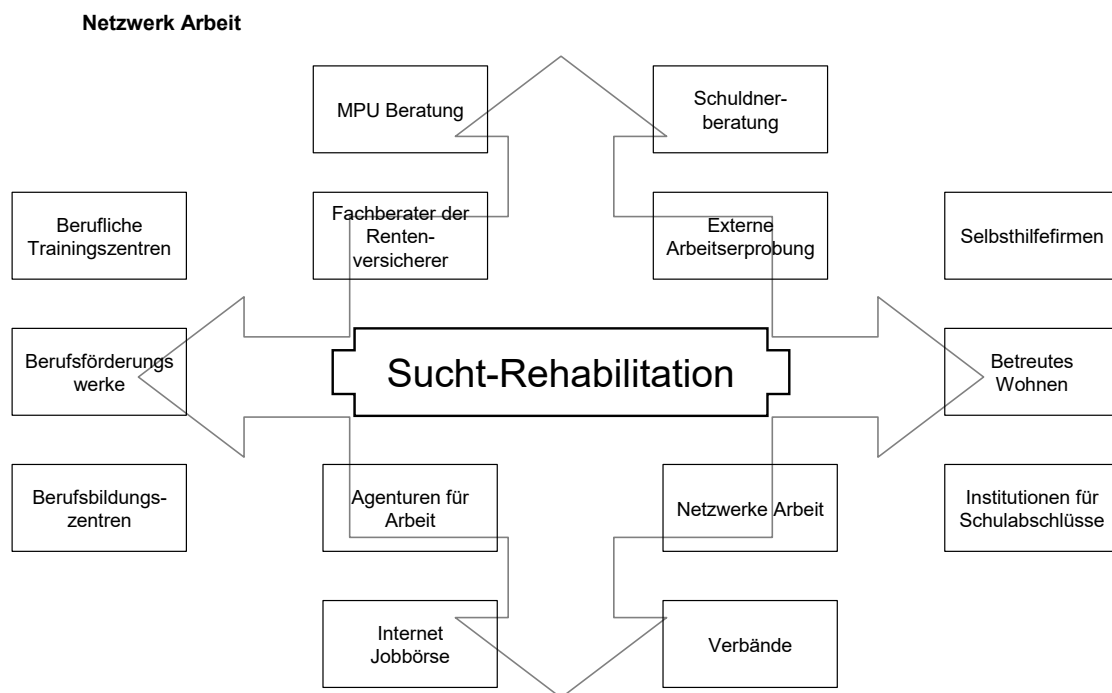 Netzwerk Arbeit
MPU Beratung
Schuldner-
beratung
Berufliche
Trainingszentren
Fachberater der
Renten-
versicherer
Externe
Arbeitserprobung
Selbsthilfefirmen
Berufsförderungs
werke
Sucht-Rehabilitation
Betreutes
Wohnen
Berufsbildungs-
zentren
Agenturen für
Arbeit
Netzwerke Arbeit
Institutionen für
Schulabschlüsse
Internet
Jobbörse
Verbände